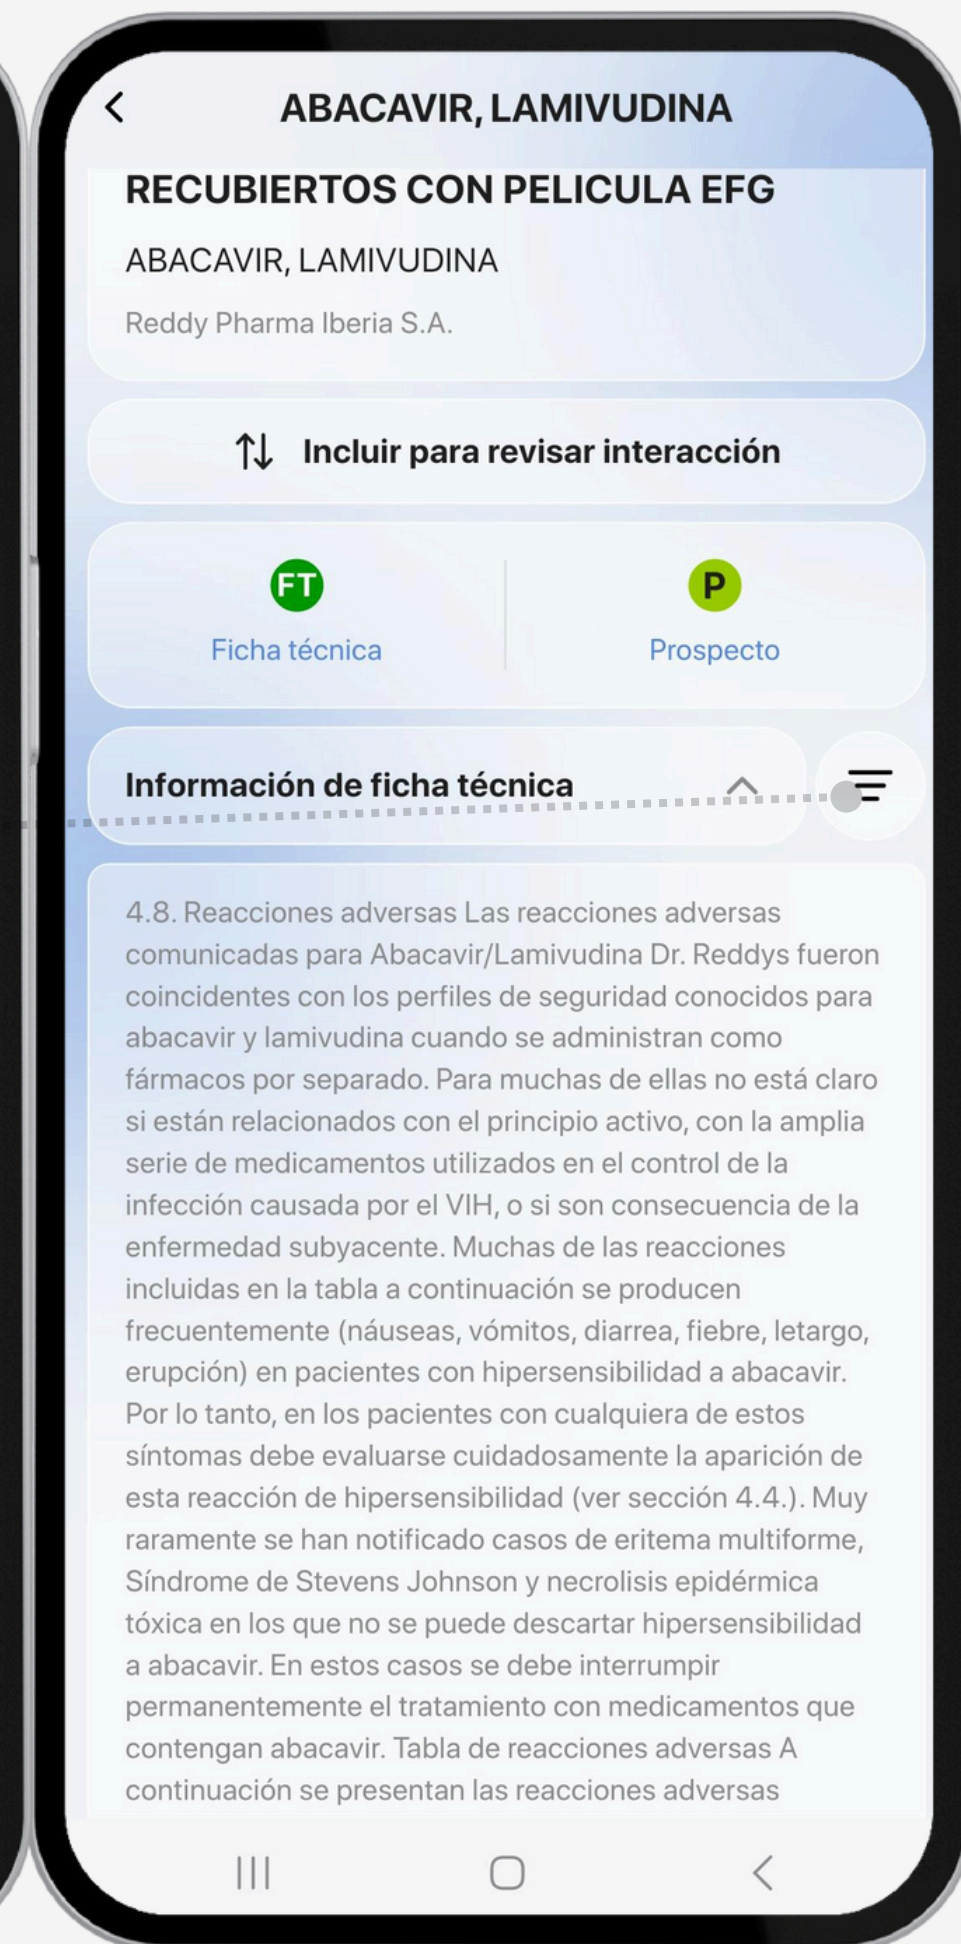 ABACAVIR, LAMIVUDINA
RECUBIERTOS CON PELICULA EFG
ABACAVIR, LAMIVUDINA
Reddy Pharma Iberia S.A.
Incluir para revisar interacción
FT
P
Ficha técnica
Prospecto
Información de ficha técnica
4.8. Reacciones adversas Las reacciones adversas
comunicadas para Abacavir/Lamivudina Dr. Reddys fueron
coincidentes con los perfiles de seguridad conocidos para
abacavir y lamivudina cuando se administran como
fármacos por separado. Para muchas de ellas no está claro
si están relacionados con el principio activo, con la amplia
serie de medicamentos utilizados en el control de la
infección causada por el VIH, o si son consecuencia de la
enfermedad subyacente. Muchas de las reacciones
incluidas en la tabla a continuación se producen
frecuentemente (náuseas, vómitos, diarrea, fiebre, letargo,
erupción) en pacientes con hipersensibilidad a abacavir.
Por lo tanto, en los pacientes con cualquiera de estos
síntomas debe evaluarse cuidadosamente la aparición de
esta reacción de hipersensibilidad (ver sección 4.4.). Muy
raramente se han notificado casos de eritema multiforme,
Síndrome de Stevens Johnson y necrolisis epidérmica
tóxica en los que no se puede descartar hipersensibilidad
a abacavir. En estos casos se debe interrumpir
permanentemente el tratamiento con medicamentos que
contengan abacavir. Tabla de reacciones adversas A
continuación se presentan las reacciones adversas